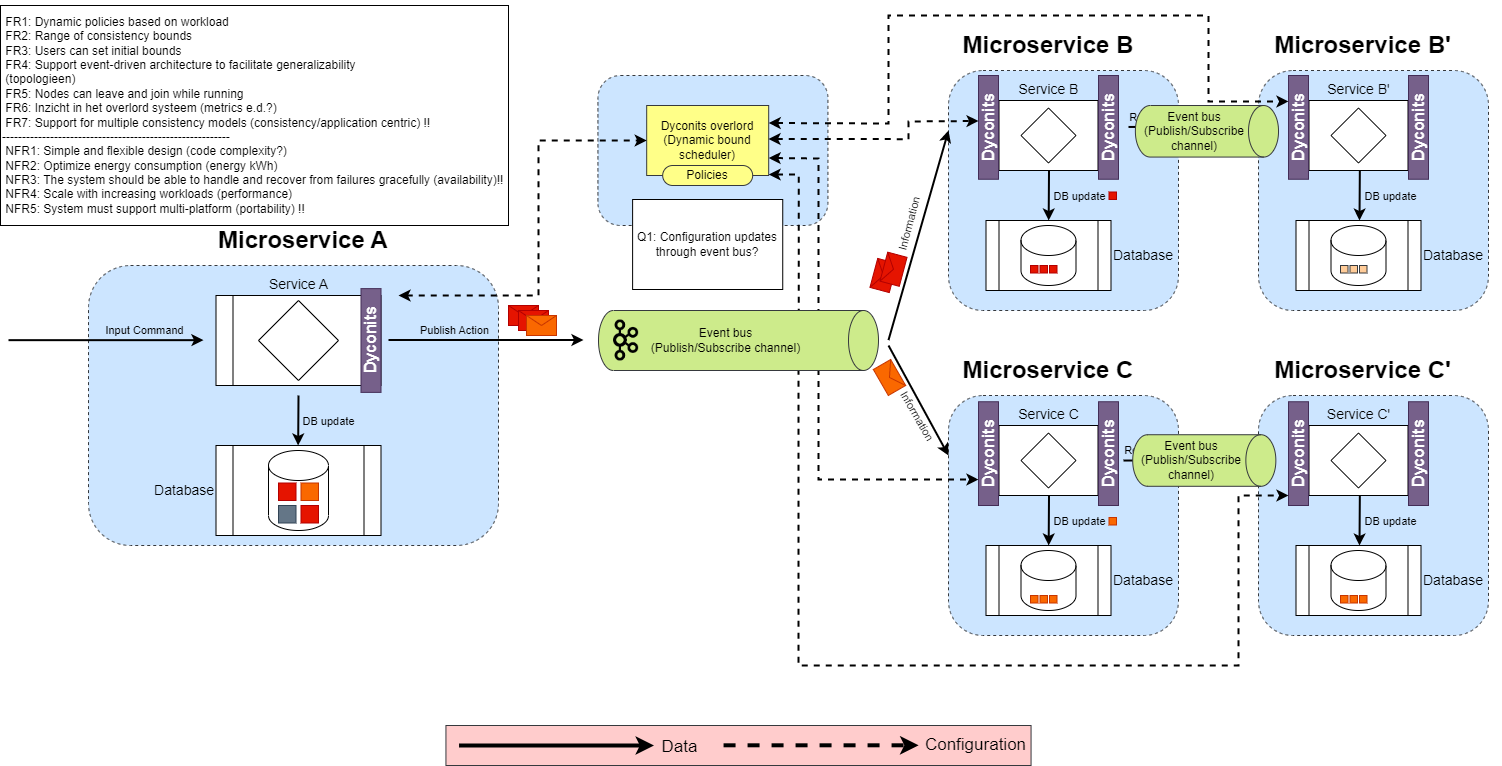 FR1: Dynamic policies based on workload
FR2: Range of consistency bounds
FR3: Users can set initial bounds
FR4: Support event-driven architecture to facilitate generalizability
(topologieen)
FR5: Nodes can leave and join while running
FR6: Inzicht in het overlord systeem (metrics e.d.?)
FR7: Support for multiple consistency models (consistency/application centric) !!
NFR1: Simple and flexible design (code complexity?)
NFR2: Optimize energy consumption (energy kWh)
NFR3: The system should be able to handle and recover from failures gracefully (availability)!!
NFR4: Scale with increasing workloads (performance)
NFR5: System must support multi-platform (portability) !!
Microservice A
Service A
Dyconits
Input Command
Publish Action
DB update
Database
Dyconits overlord
(Dynamic bound
scheduler)
Policies
Q1: Configuration updates
through event bus?
Event bus
(Publish/Subscribe channel)
Information
Information
Microservice B
Service B
Dyconits
Dyconits
DB update
Database
Event bus
(Publish/Subscribe
channel)
Microservice B'
Service B'
Dyconits
Dyconits
DB update
Database
Microservice C
Service C
Dyconits
Dyconits
DB update
Database
Event bus
(Publish/Subscribe
channel)
Microservice C'
Service C'
Dyconits
Dyconits
DB update
Database
Data
Configuration